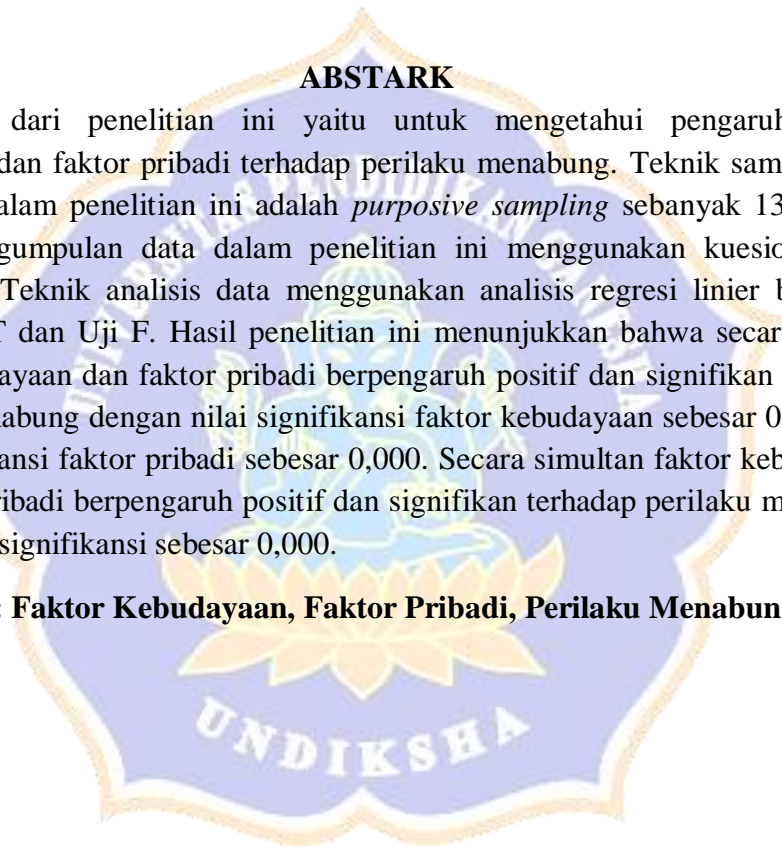 ABSTARK
dari penelitian ini yaitu untuk mengetahui pengaruh
dan faktor pribadi terhadap perilaku menabung. Teknik sam
alam penelitian ini adalah purposive sampling sebanyak 13
gumpulan data dalam penelitian ini menggunakan kuesio
Teknik analisis data menggunakan analisis regresi linier b
T dan Uji F. Hasil penelitian ini menunjukkan bahwa secar
ayaan dan faktor pribadi berpengaruh positif dan signifikan
nabung dengan nilai signifikansi faktor kebudayaan sebesar 0
ansi faktor pribadi sebesar 0,000. Secara simultan faktor keb
ribadi berpengaruh positif dan signifikan terhadap perilaku m
signifikansi sebesar 0,000.
: Faktor Kebudayaan, Faktor Pribadi, Perilaku Menabun
UNIVERSITAS PENDIDIKAN GANESHA
UNDIKSHA